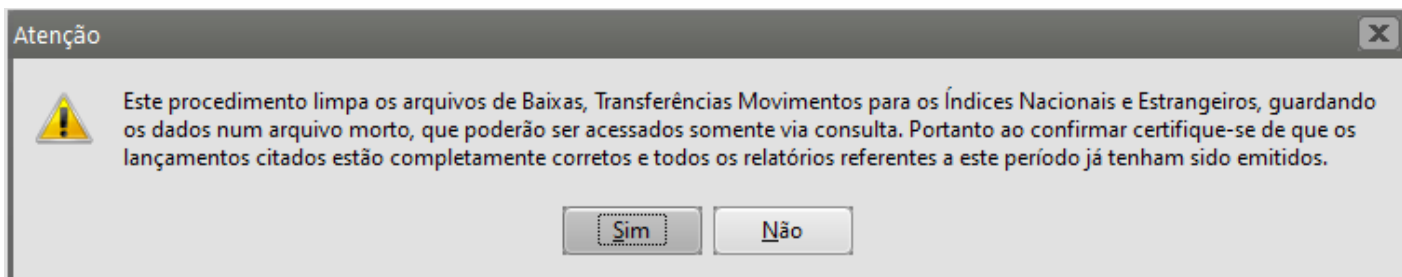 Atenção
Este procedimento limpa os arquivos de Baixas, Transferências Movimentos para os Índices Nacionais e Estrangeiros, guardando
os dados num arquivo morto, que poderão ser acessados somente via consulta. Portanto ao confirmar certifique-se de que os
lançamentos citados estão completamente corretos e todos os relatórios referentes a este período já tenham sido emitidos.
Sim Não